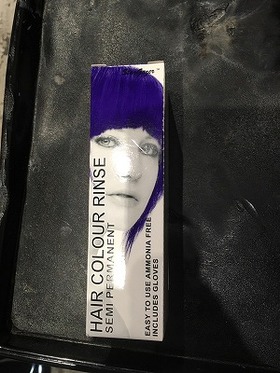 HAIR COLOUR RINSE
SEMI PERMANENT
EASY TO USE AMMONIA FREE
INCLUDES GLOVES